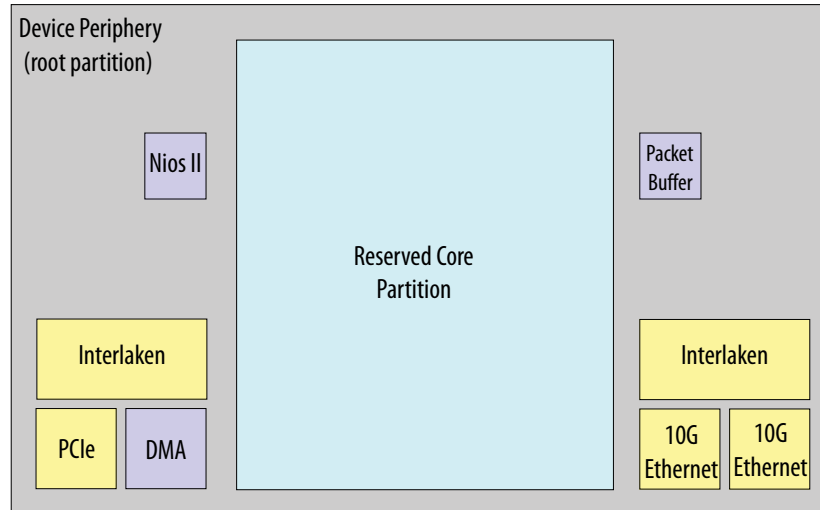 Device Periphery
(root partition)
Nios II
Packet
Buffer
Reserved Core
Partition
Interlaken
Interlaken
PCIe
DMA
10G
Ethernet
10G
Ethernet